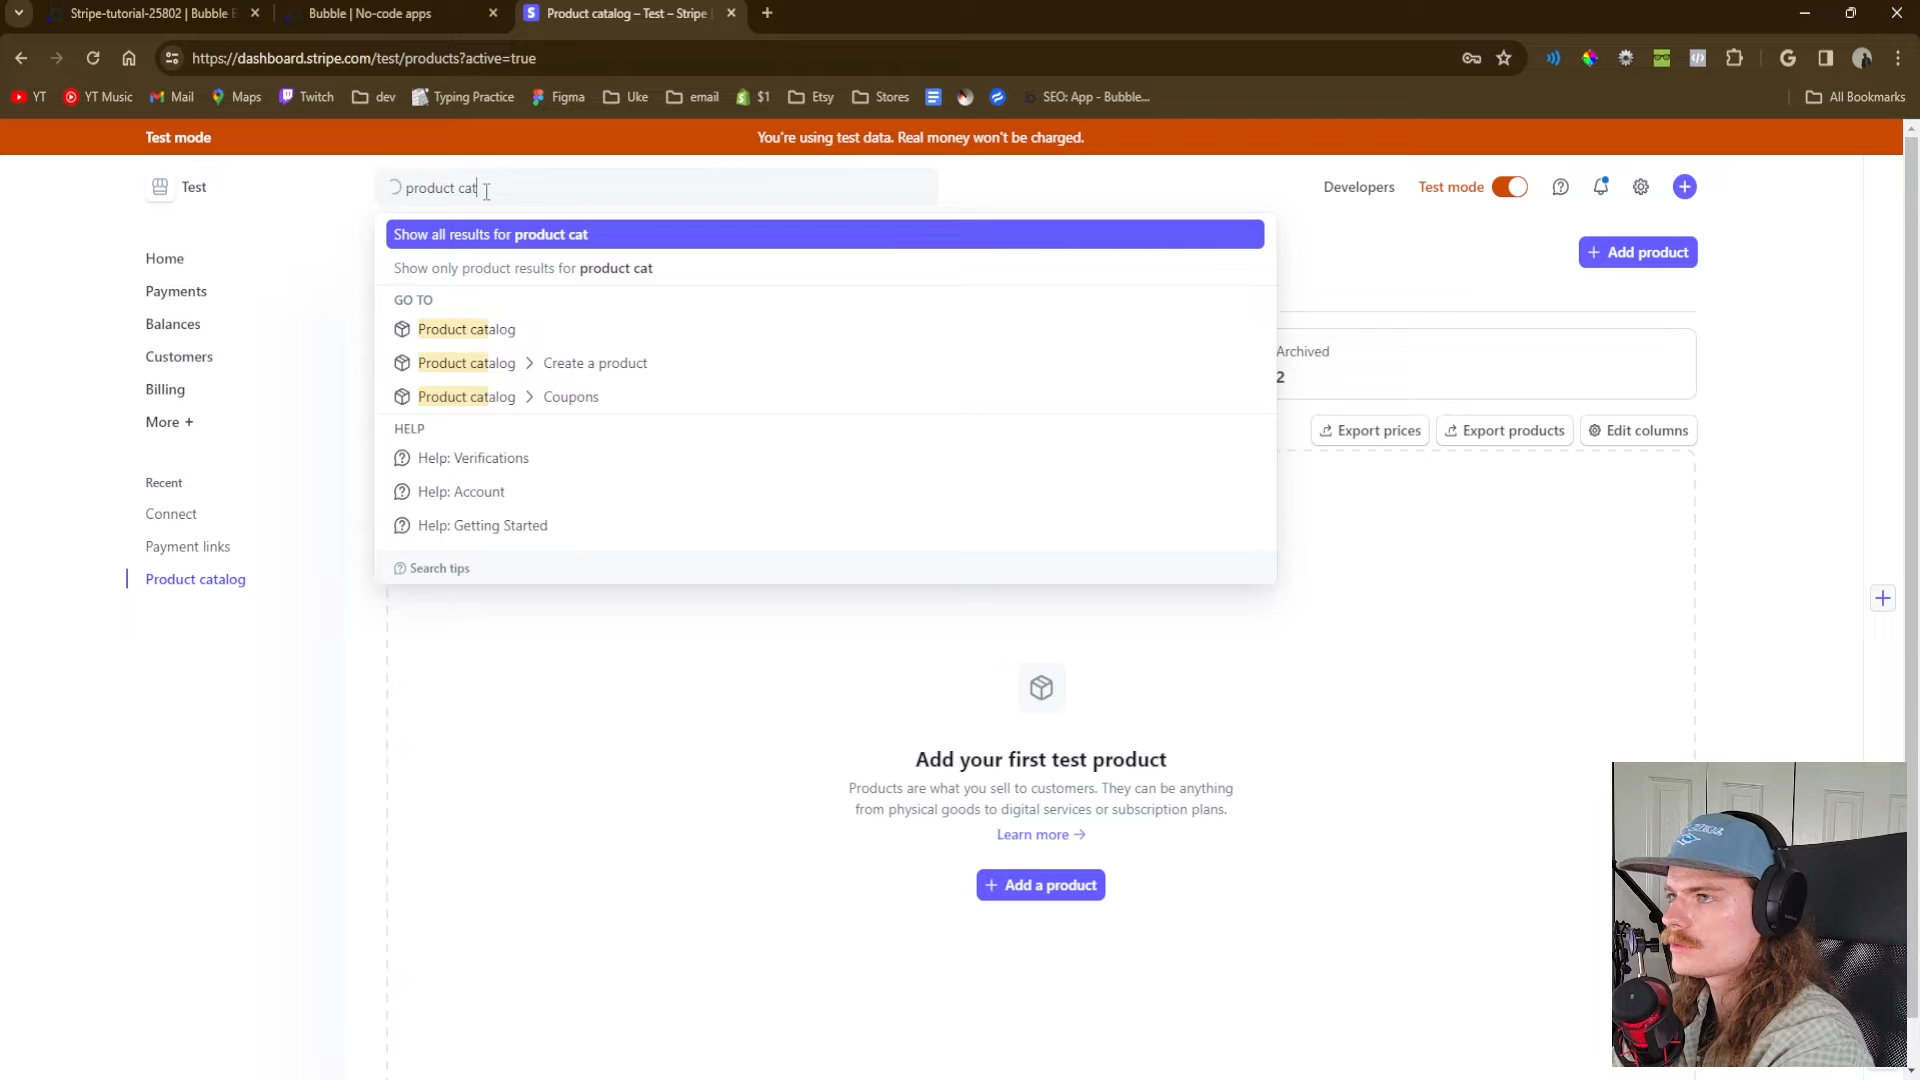 Stripe-tutorial-25802 | Bubble E
Bubble | No-code apps
Product catalog – Test – Stripe
https://dashboard.stripe.com/test/products?active=true
YT
YT Music
Mail
Maps
Twitch
dev
Typing Practice
Figma
Uke
email
$1
Etsy
Stores
SEO: App - Bubble...
All Bookmarks
Test mode
You're using test data. Real money won't be charged.
Test
product cat
Developers
Test mode
Show all results for product cat
Show only product results for product cat
GO TO
Product catalog
Product catalog > Create a product
Product catalog > Coupons
HELP
Help: Verifications
Help: Account
Help: Getting Started
Search tips
Home
Payments
Balances
Customers
Billing
More +
Recent
Connect
Payment links
Product catalog
+ Add product
Archived
2
Export prices
Export products
Edit columns
Add your first test product
Products are what you sell to customers. They can be anything
from physical goods to digital services or subscription plans.
Learn more →
+ Add a product